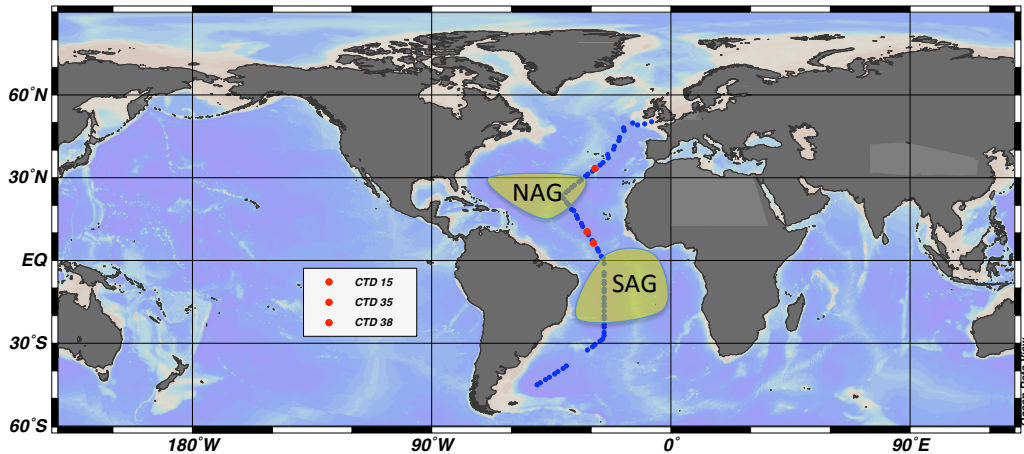 60˚N
30˚N
NAG
EQ
SAG
CTD 15
CTD 35
CTD 38
30˚S
60˚S
180˚W
90˚W
0˚
90˚E